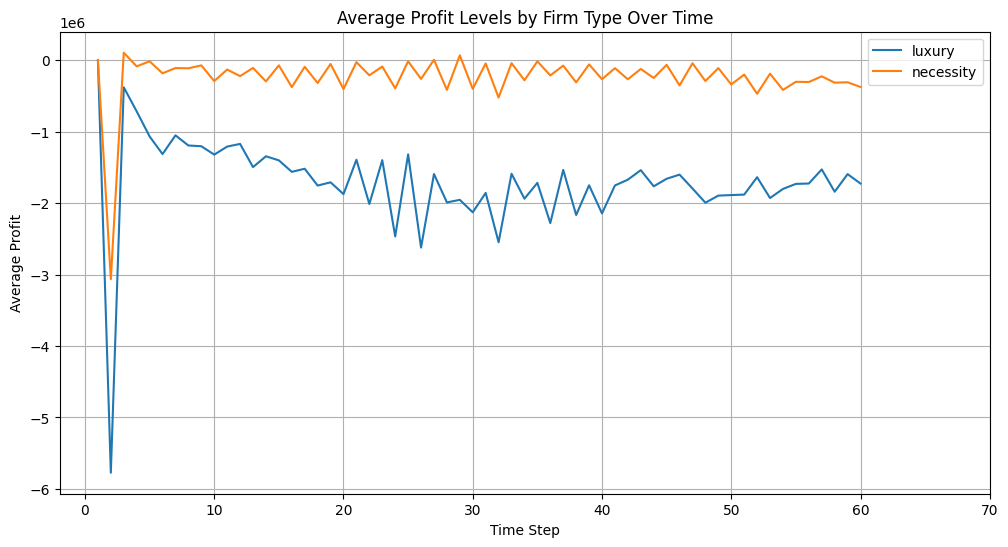 Average Profit Levels by Firm Type Over Time
1e6
luxury
necessity
0
−1
−2
−3
−4
−5
−6
Average Profit
0 10 20 30 40 50 60 70
Time Step